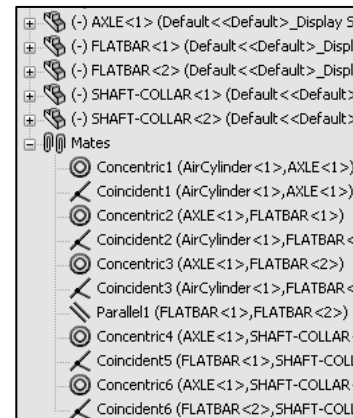 (-) AXLE<1> (Default<<Default>_Display S
(-) FLATBAR<1> (Default<<Default>_Displ
(-) FLATBAR<2> (Default<<Default>_Displ
(-) SHAFT-COLLAR<1> (Default<<Default>
(-) SHAFT-COLLAR<2> (Default<<Default>
Mates
Concentric1 (AirCylinder<1>,AXLE<1>)
Coincident1 (AirCylinder<1>,AXLE<1>)
Concentric2 (AXLE<1>,FLATBAR<1>)
Coincident2 (AirCylinder<1>,FLATBAR<
Concentric3 (AXLE<1>,FLATBAR<2>)
Coincident3 (AirCylinder<1>,FLATBAR<
Parallel1 (FLATBAR<1>,FLATBAR<2>)
Concentric4 (AXLE<1>,SHAFT-COLLAR<
Coincident5 (FLATBAR<1>,SHAFT-COLL
Concentric6 (AXLE<1>,SHAFT-COLLAR<
Coincident6 (FLATBAR<2>,SHAFT-COLL